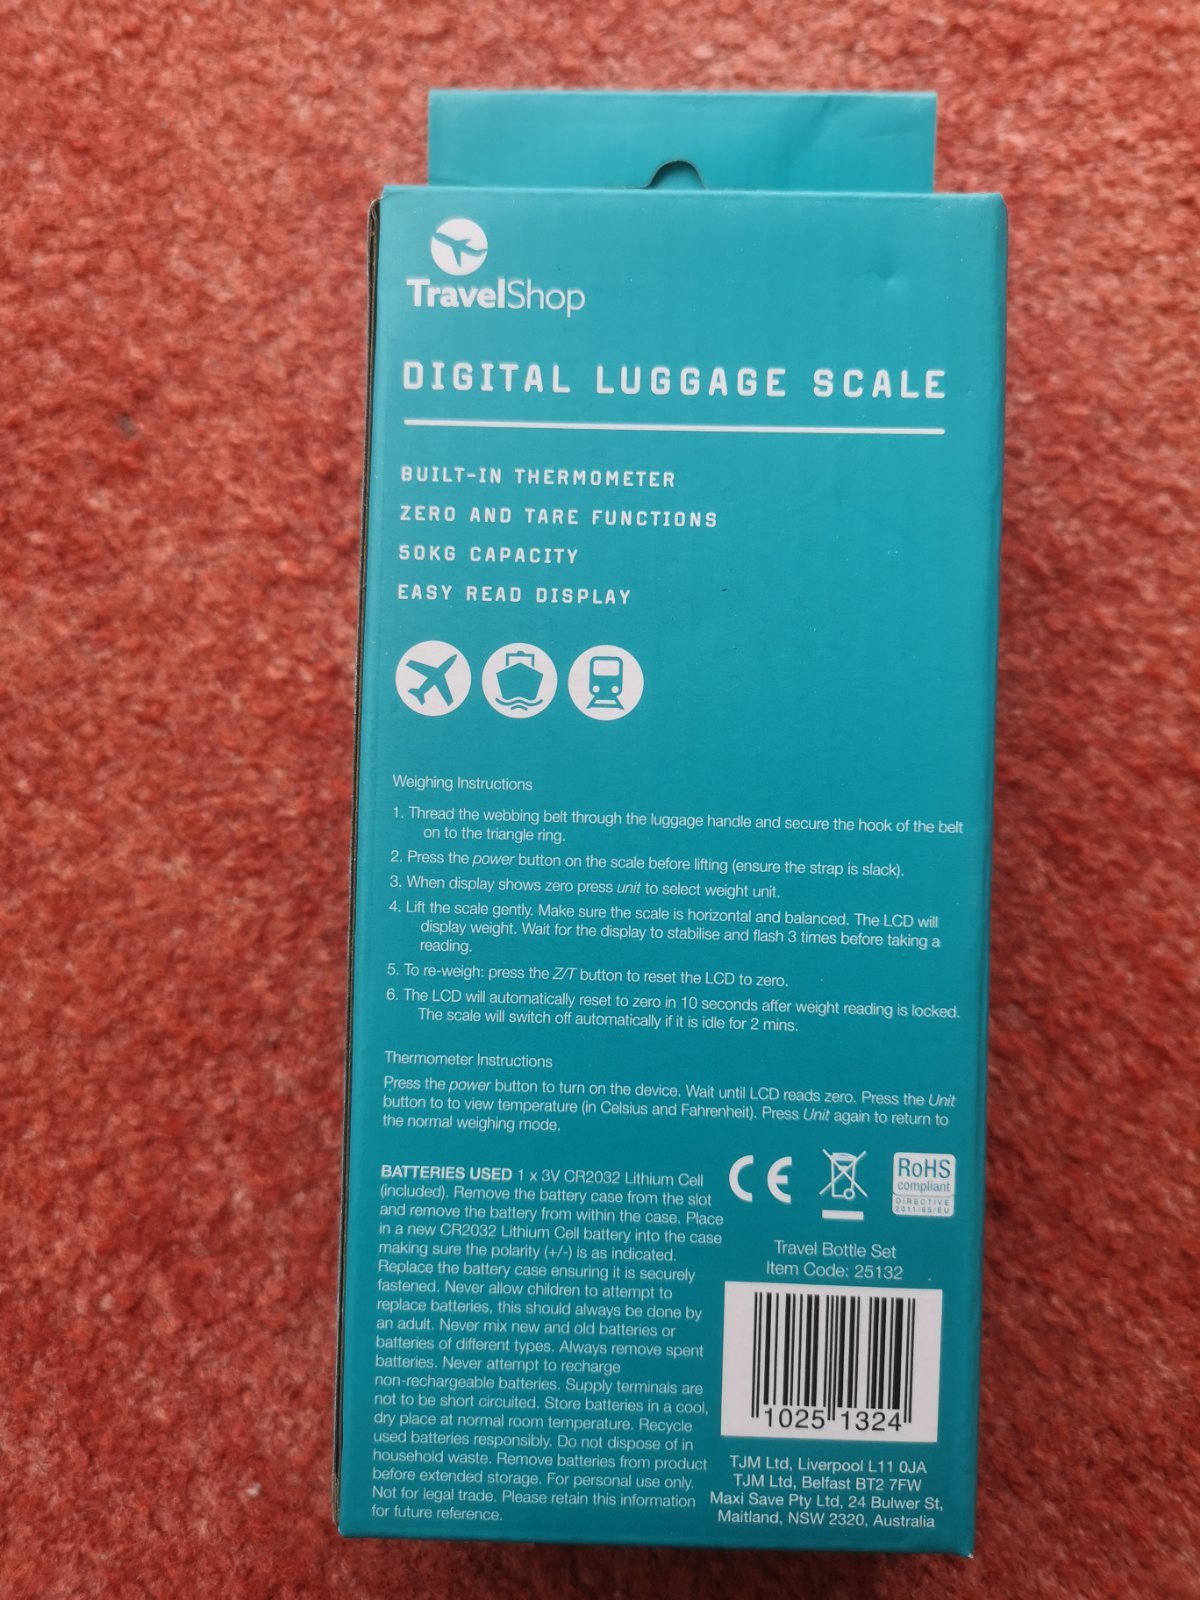 TravelShop
DIGITAL LUGGAGE SCALE
BUILT-IN THERMOMETER
ZERO AND TARE FUNCTIONS
50KG CAPACITY
EASY READ DISPLAY
Weighing Instructions
1. Thread the webbing belt through the luggage handle and secure the hook of the belt
on to the triangle ring.
2. Press the power button on the scale before lifting (ensure the strap is slack).
3. When display shows zero press unit to select weight unit.
4. Lift the scale gently. Make sure the scale is horizontal and balanced. The LCD will
display weight. Wait for the display to stabilise and flash 3 times before taking a
reading.
5. To re-weigh: press the Z/T button to reset the LCD to zero.
6. The LCD will automatically reset to zero in 10 seconds after weight reading is locked.
The scale will switch off automatically if it is idle for 2 mins.
Thermometer Instructions
Press the power button to turn on the device. Wait until LCD reads zero. Press the Unit
button to to view temperature (in Celsius and Fahrenheit). Press Unit again to return to
the normal weighing mode.
BATTERIES USED 1 x 3V CR2032 Lithium Cell
(included). Remove the battery case from the slot
and remove the battery from within the case. Place
in a new CR2032 Lithium Cell battery into the case
making sure the polarity (+/-) is as indicated.
Replace the battery case ensuring it is securely
fastened. Never allow children to attempt to
replace batteries, this should always be done by
an adult. Never mix new and old batteries or
batteries of different types. Always remove spent
batteries. Never attempt to recharge
non-rechargeable batteries. Supply terminals are
not to be short circuited. Store batteries in a cool,
dry place at normal room temperature. Recycle
used batteries responsibly. Do not dispose of in
household waste. Remove batteries from product
before extended storage. For personal use only.
Not for legal trade. Please retain this information
for future reference.
CE
RoHS
compliant
DIRECTIVE
2011/65/EU
Travel Bottle Set
Item Code: 25132
1025 1324
TJM Ltd, Liverpool L11 0JA
TJM Ltd, Belfast BT2 7FW
Maxi Save Pty Ltd, 24 Bulwer St,
Maitland, NSW 2320, Australia